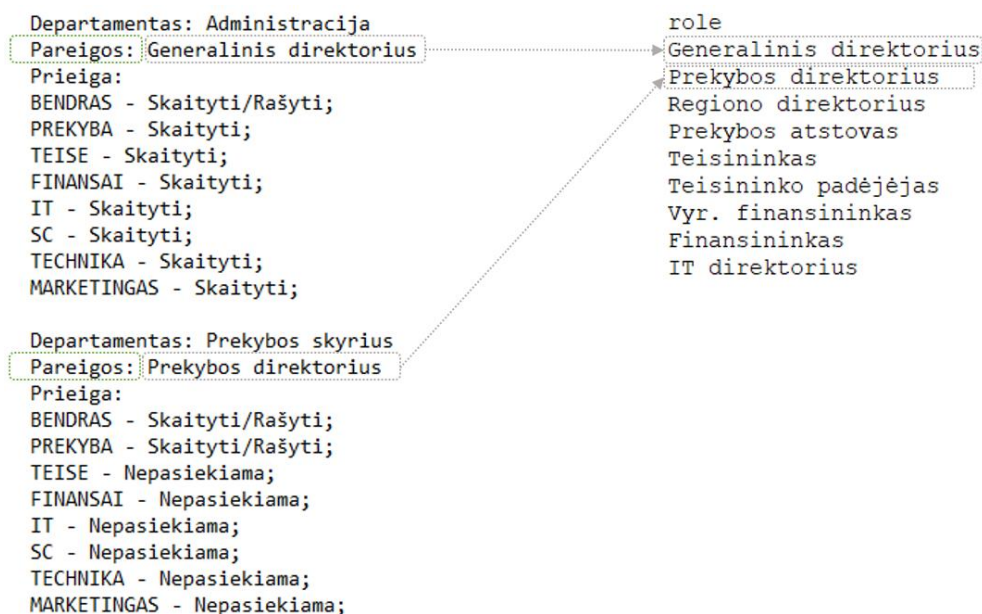 Departamentas: Administracija
Pareigos: Generalinis direktorius
Prieiga:
BENDRAS - Skaityti/Rašyti;
PREKYBA - Skaityti;
TEISE - Skaityti;
FINANSAI - Skaityti;
IT - Skaityti;
SC - Skaityti;
TECHNIKA - Skaityti;
MARKETINGAS - Skaityti;
Departamentas: Prekybos skyrius
Pareigos: Prekybos direktorius
Prieiga:
BENDRAS - Skaityti/Rašyti;
PREKYBA - Skaityti/Rašyti;
TEISE - Nepasiekiama;
FINANSAI - Nepasiekiama;
IT - Nepasiekiama;
SC - Nepasiekiama;
TECHNIKA - Nepasiekiama;
MARKETINGAS - Nepasiekiama;
role
Generalinis direktorius
Prekybos direktorius
Regiono direktorius
Prekybos atstovas
Teisininkas
Teisininko padėjėjas
Vyr. finansininkas
Finansininkas
IT direktorius